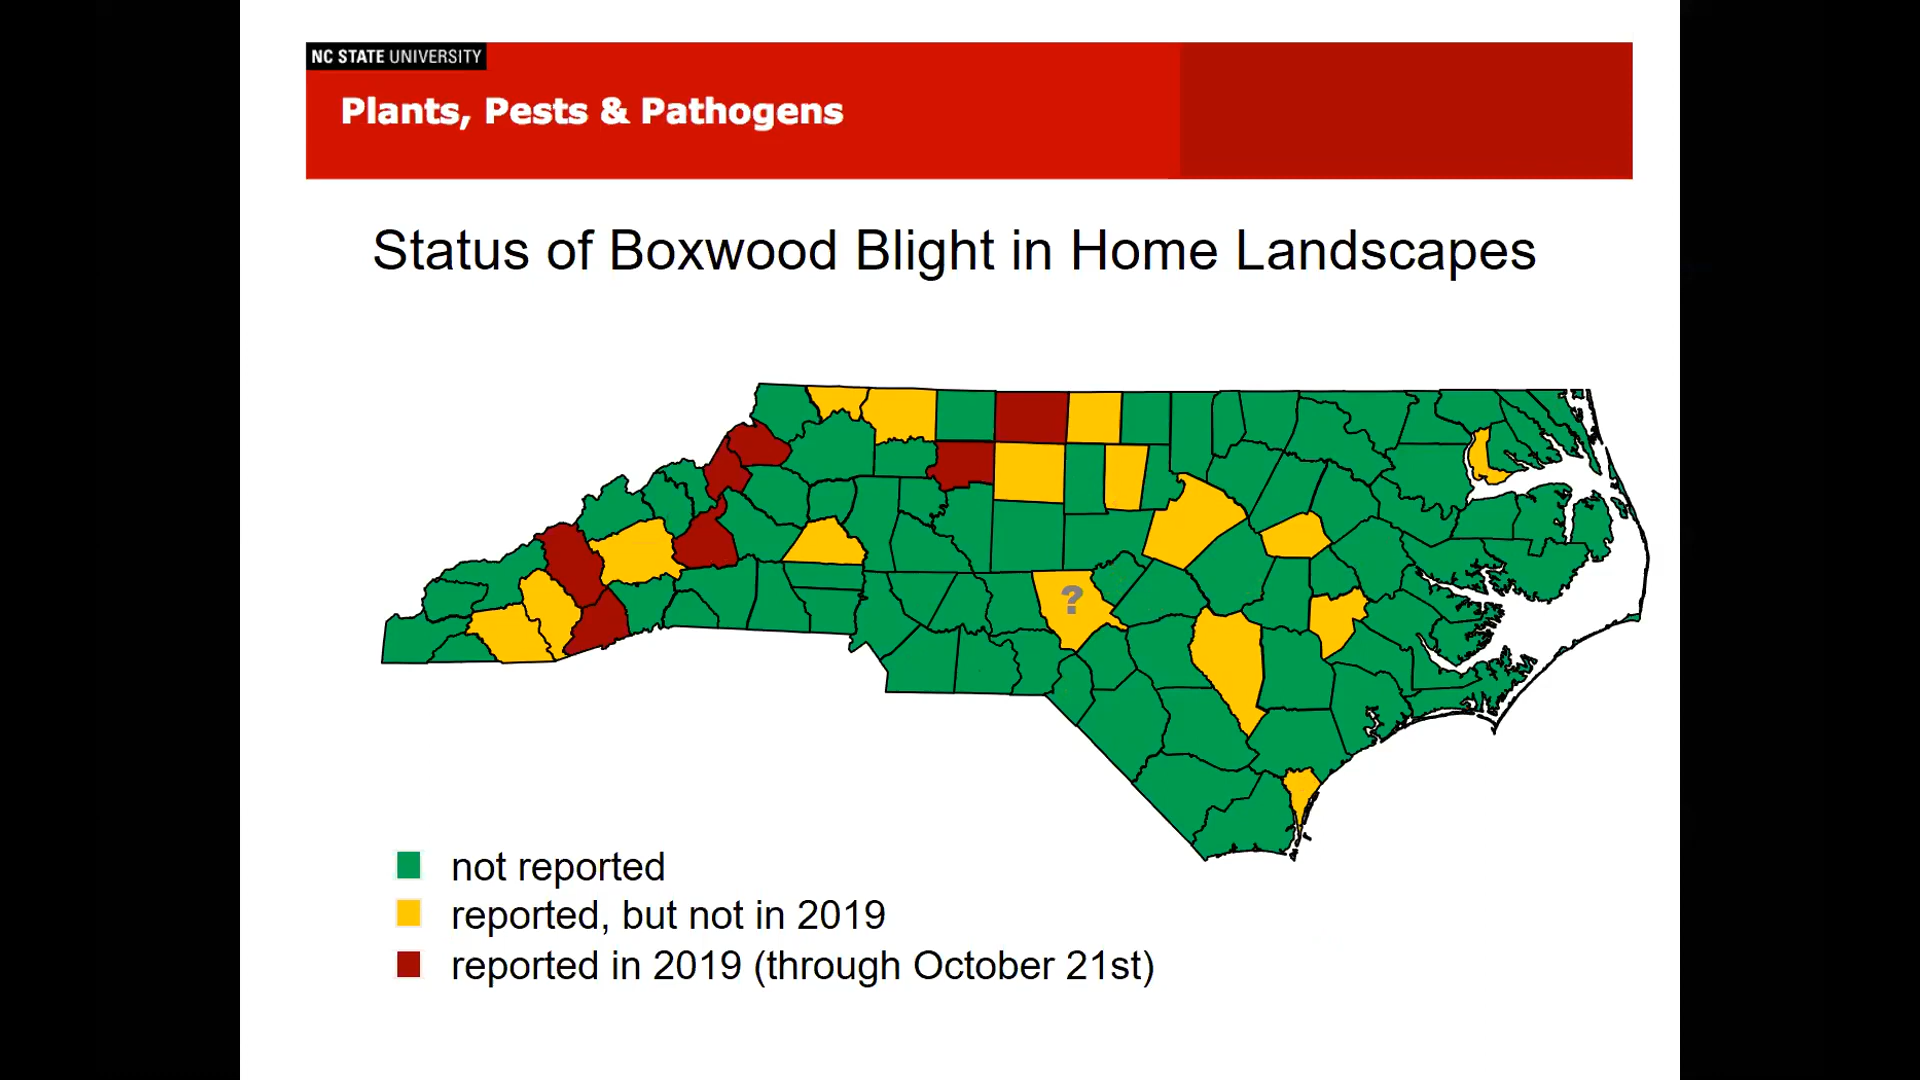 NC STATE UNIVERSITY
Plants, Pests & Pathogens
Status of Boxwood Blight in Home Landscapes
?
not reported
reported, but not in 2019
reported in 2019 (through October 21st)